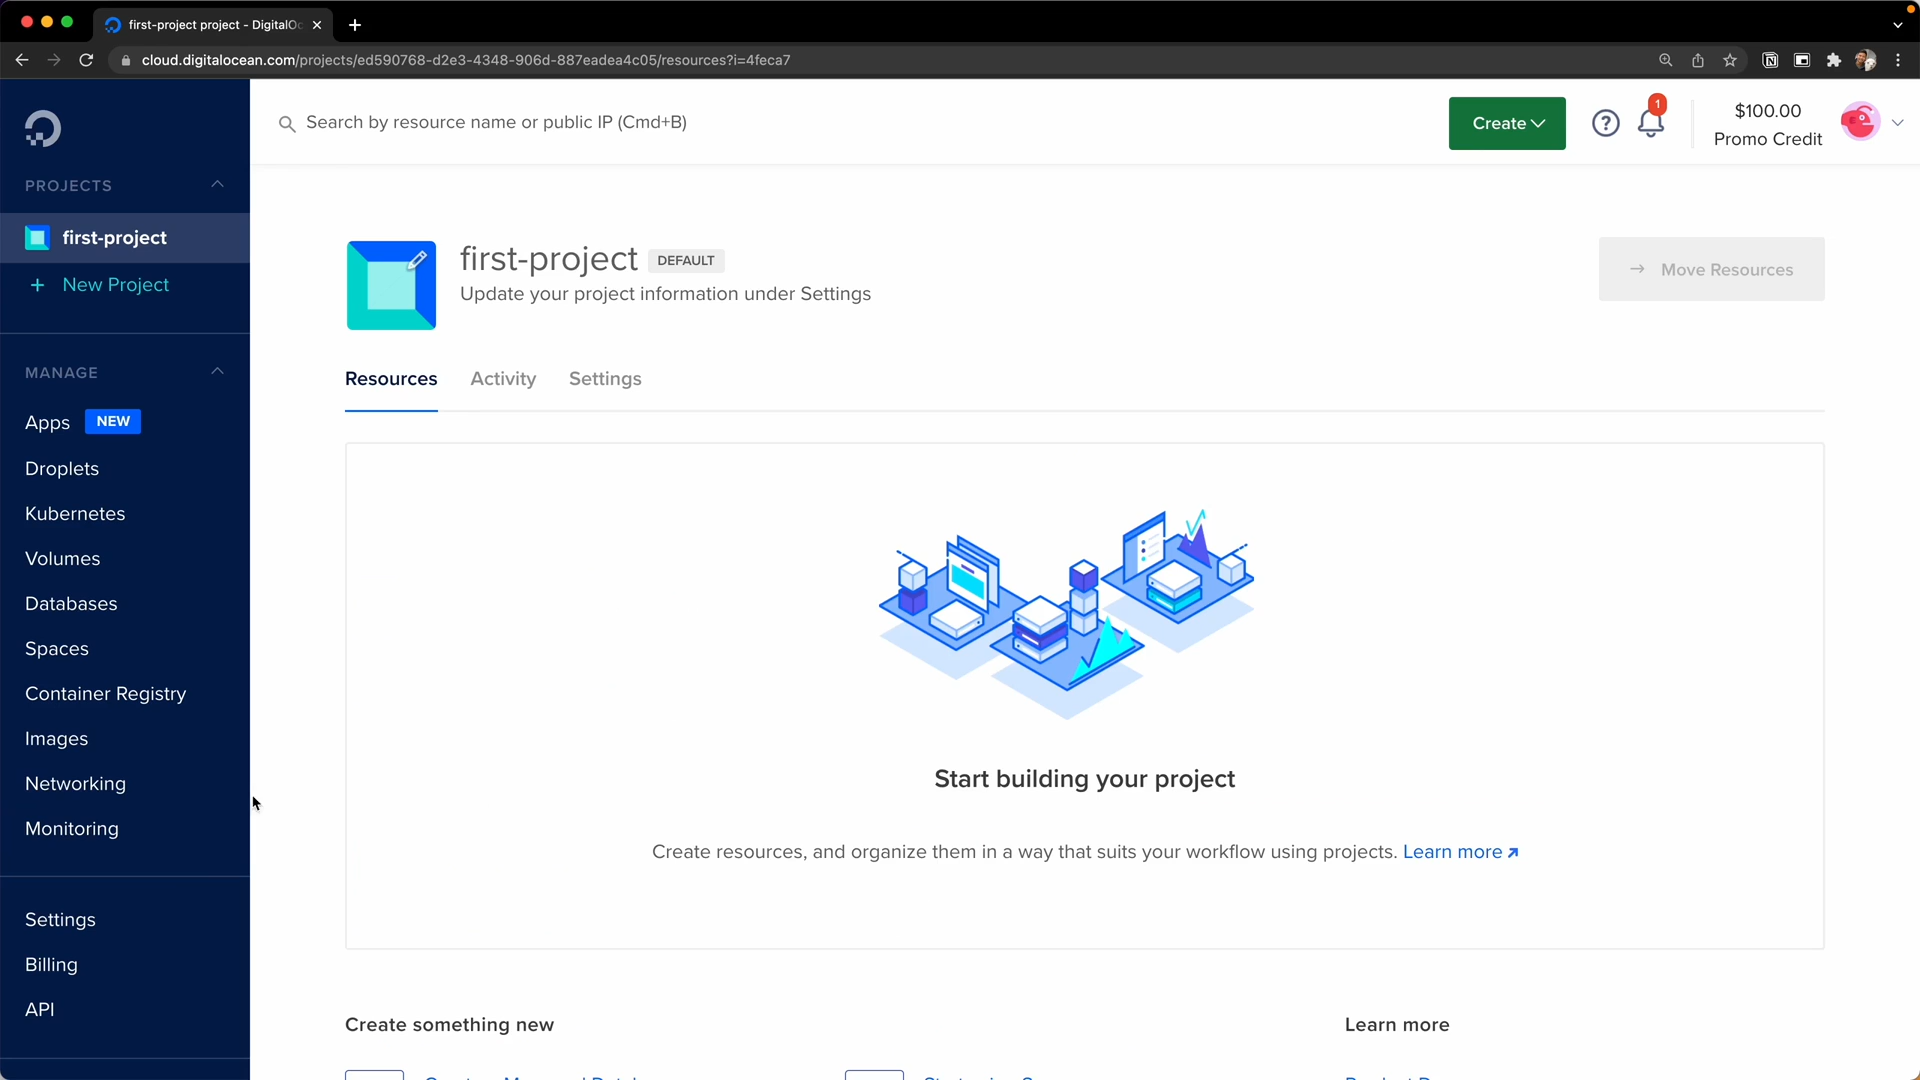 first-project project - DigitalOc
cloud.digitalocean.com/projects/ed590768-d2e3-4348-906d-887eadea4c05/resources?i=4feca7
Search by resource name or public IP (Cmd+B)
Create
1
$100.00
Promo Credit
PROJECTS
first-project
New Project
MANAGE
Apps NEW
Droplets
Kubernetes
Volumes
Databases
Spaces
Container Registry
Images
Networking
Monitoring
Settings
Billing
API
first-project DEFAULT
Update your project information under Settings
Move Resources
Resources
Activity
Settings
Start building your project
Create resources, and organize them in a way that suits your workflow using projects. Learn more
Create something new
Learn more